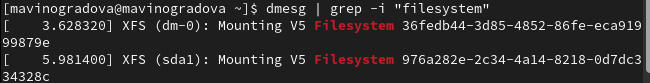 [mavinogradova@mavinogradova ~]$ dmesg | grep -i "filesystem"
[    3.628320] XFS (dm-0): Mounting V5 Filesystem 36fedb44-3d85-4852-86fe-eca919
99879e
[    5.981400] XFS (sda1): Mounting V5 Filesystem 976a282e-2c34-4a14-8218-0d7dc3
34328c